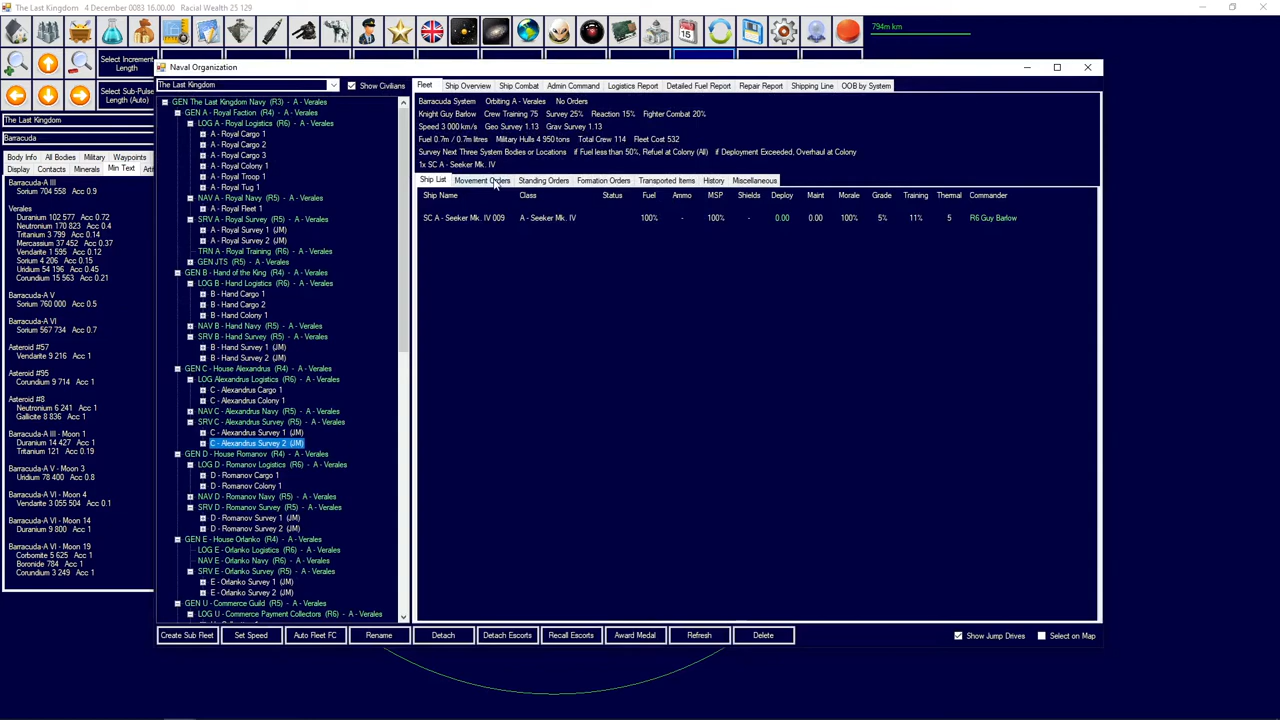 The Last Kingdom   4 December 0083 16.00.00   Racial Wealth 25 129
Select Increment Length
Select Sub-Pulse Length (Auto)
794m km
The Last Kingdom
Barracuda
Body Info   All Bodies   Military   Waypoints
Display   Contacts   Minerals   Min Text
Barracuda-A III
Sorium 704 558   Acc 0.9
Verales
Duranium 102 577   Acc 0.72
Neutronium 170 823   Acc 0.4
Tritanium 3 799   Acc 0.14
Mercassium 37 452   Acc 0.37
Vendarite 1 595   Acc 0.12
Sorium 4 206   Acc 0.15
Uridium 54 196   Acc 0.45
Corundium 15 563   Acc 0.21
Barracuda-A V
Sorium 760 000   Acc 0.5
Barracuda-A VI
Sorium 567 734   Acc 0.7
Asteroid #57
Vendarite 9 216   Acc 1
Asteroid #95
Corundium 9 714   Acc 1
Asteroid #8
Neutronium 6 241   Acc 1
Gallicite 8 836   Acc 1
Barracuda-A III - Moon 1
Duranium 14 427   Acc 1
Tritanium 121   Acc 0.19
Barracuda-A V - Moon 3
Uridium 78 400   Acc 0.8
Barracuda-A VI - Moon 4
Vendarite 3 055 504   Acc 0.1
Barracuda-A VI - Moon 14
Duranium 9 800   Acc 1
Barracuda-A VI - Moon 19
Corbomite 5 625   Acc 1
Boronide 784   Acc 1
Corundium 3 249   Acc 1
Naval Organization
The Last Kingdom
Show Civilians
GEN The Last Kingdom Navy (R3) - A - Verales
GEN A - Royal Faction (R4) - A - Verales
LOG A - Royal Logistics (R6) - A - Verales
A - Royal Cargo 1
A - Royal Cargo 2
A - Royal Cargo 3
A - Royal Colony 1
A - Royal Troop 1
A - Royal Tug 1
NAV A - Royal Navy (R5) - A - Verales
A - Royal Fleet 1
SRV A - Royal Survey (R5) - A - Verales
A - Royal Survey 1 (JM)
A - Royal Survey 2 (JM)
TRN A - Royal Training (R6) - A - Verales
GEN JTS (R5) - A - Verales
GEN B - Hand of the King (R4) - A - Verales
LOG B - Hand Logistics (R6) - A - Verales
B - Hand Cargo 1
B - Hand Cargo 2
B - Hand Colony 1
NAV B - Hand Navy (R5) - A - Verales
SRV B - Hand Survey (R5) - A - Verales
B - Hand Survey 1 (JM)
B - Hand Survey 2 (JM)
GEN C - House Alexandrus (R4) - A - Verales
LOG Alexandrus Logistics (R6) - A - Verales
C - Alexandrus Cargo 1
C - Alexandrus Colony 1
NAV C - Alexandrus Navy (R5) - A - Verales
SRV C - Alexandrus Survey (R5) - A - Verales
C - Alexandrus Survey 1 (JM)
C - Alexandrus Survey 2 (JM)
GEN D - House Romanov (R4) - A - Verales
LOG D - Romanov Logistics (R6) - A - Verales
D - Romanov Cargo 1
D - Romanov Colony 1
NAV D - Romanov Navy (R5) - A - Verales
SRV D - Romanov Survey (R5) - A - Verales
D - Romanov Survey 1 (JM)
D - Romanov Survey 2 (JM)
GEN E - House Orlanko (R4) - A - Verales
LOG E - Orlanko Logistics (R6) - A - Verales
NAV E - Orlanko Navy (R6) - A - Verales
SRV E - Orlanko Survey (R5) - A - Verales
E - Orlanko Survey 1 (JM)
E - Orlanko Survey 2 (JM)
GEN U - Commerce Guild (R5) - A - Verales
LOG U - Commerce Payment Collectors (R6) - A - Verales
Fleet   Ship Overview   Ship Combat   Admin Command   Logistics Report   Detailed Fuel Report   Repair Report   Shipping Line   OOB by System
Barracuda System   Orbiting A - Verales   No Orders
Knight Guy Barlow   Crew Training 75   Survey 25%   Reaction 15%   Fighter Combat 20%
Speed 3 000 km/s   Geo Survey 1.13   Grav Survey 1.13
Fuel 0.7m / 0.7m litres   Military Hulls 4 950 tons   Total Crew 114   Fleet Cost 532
Survey Next Three System Bodies or Locations   if Fuel less than 50%, Refuel at Colony (All)   if Deployment Exceeded, Overhaul at Colony
1x SC A - Seeker Mk. IV
Ship List   Movement Orders   Standing Orders   Formation Orders   Transported Items   History   Miscellaneous
Ship Name   Class   Status   Fuel   Ammo   MSP   Shields   Deploy   Maint   Morale   Grade   Training   Thermal   Commander
SC A - Seeker Mk. IV 009   A - Seeker Mk. IV   100%   -   100%   -   0.00   0.00   100%   5%   11%   5   R6 Guy Barlow
Create Sub Fleet   Set Speed   Auto Fleet FC   Rename   Detach   Detach Escorts   Recall Escorts   Award Medal   Refresh   Delete   Show Jump Drives   Select on Map